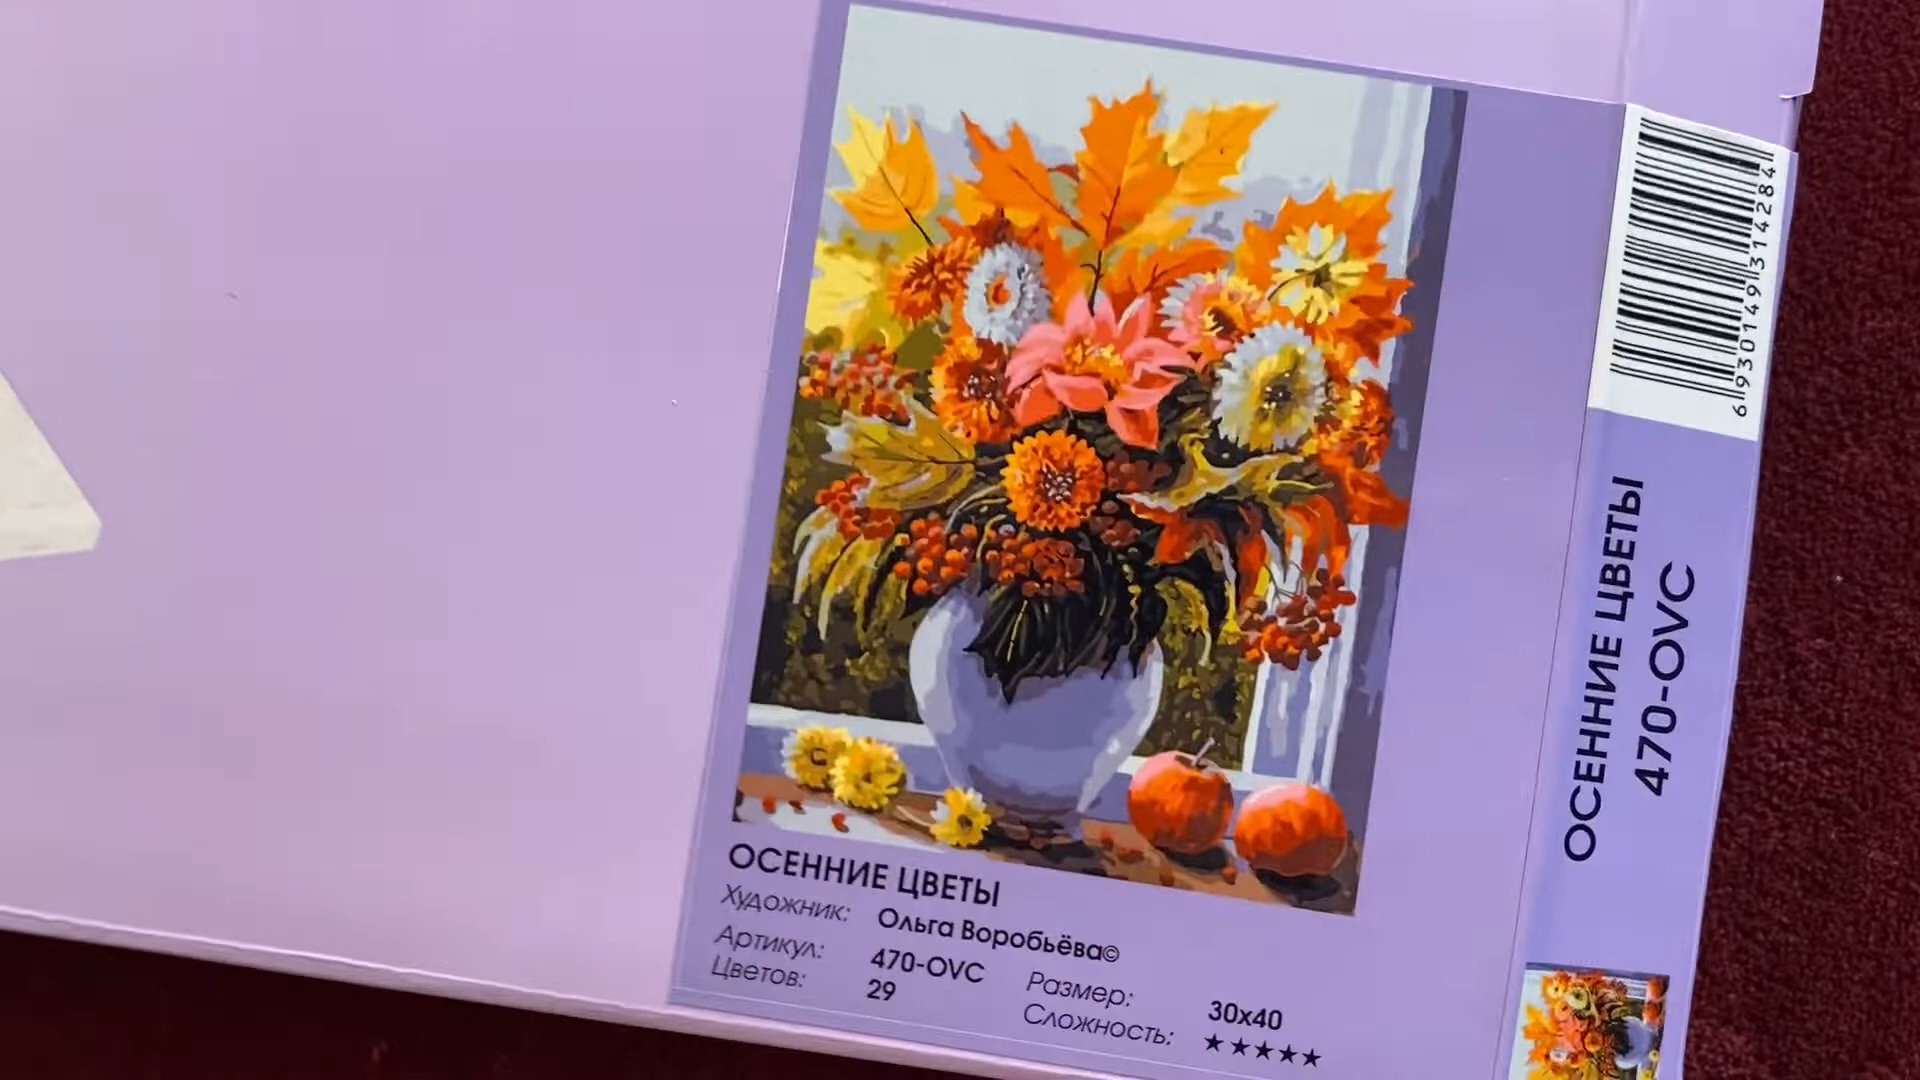 ОСЕННИЕ ЦВЕТЫ
Художник: Ольга Воробьёва©
Артикул: 470-OVC Размер: 30x40
Цветов: 29 Сложность: ★★★★★
6930149314284
ОСЕННИЕ ЦВЕТЫ
470-OVC